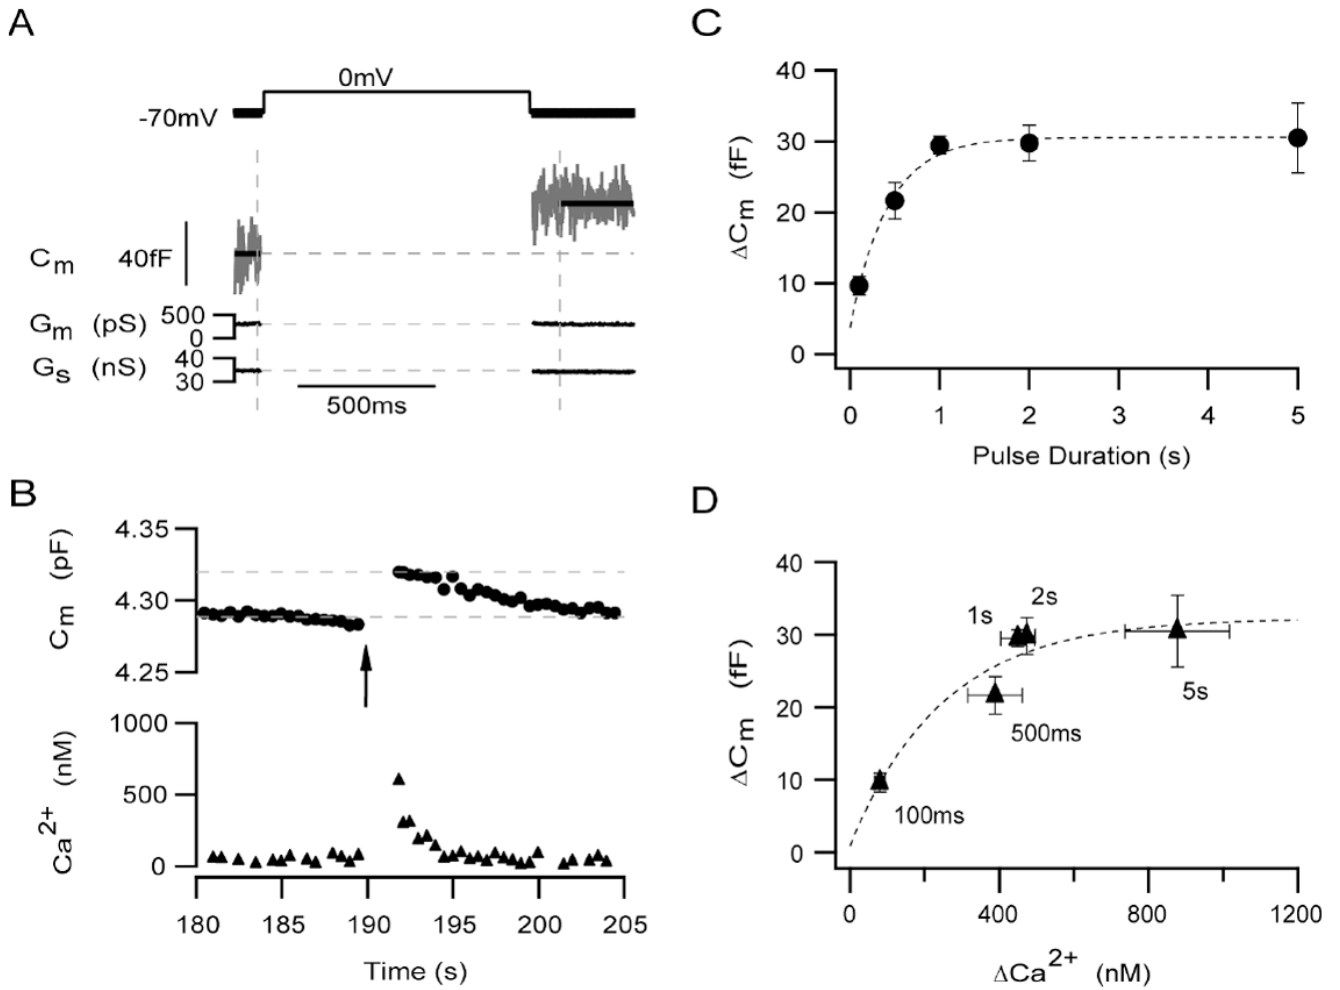 A
0mV
-70mV
Cm 40fF
Gm (pS) 500
0
Gs (nS) 40
30
500ms
B
Cm (pF)
4.35
4.30
4.25
Ca2+ (nM)
1000
500
0
180 185 190 195 200 205
Time (s)
C
ΔCm (fF)
40
30
20
10
0
0 1 2 3 4 5
Pulse Duration (s)
D
ΔCm (fF)
40
30
20
10
0
1s 2s
5s
500ms
100ms
0 400 800 1200
ΔCa2+ (nM)